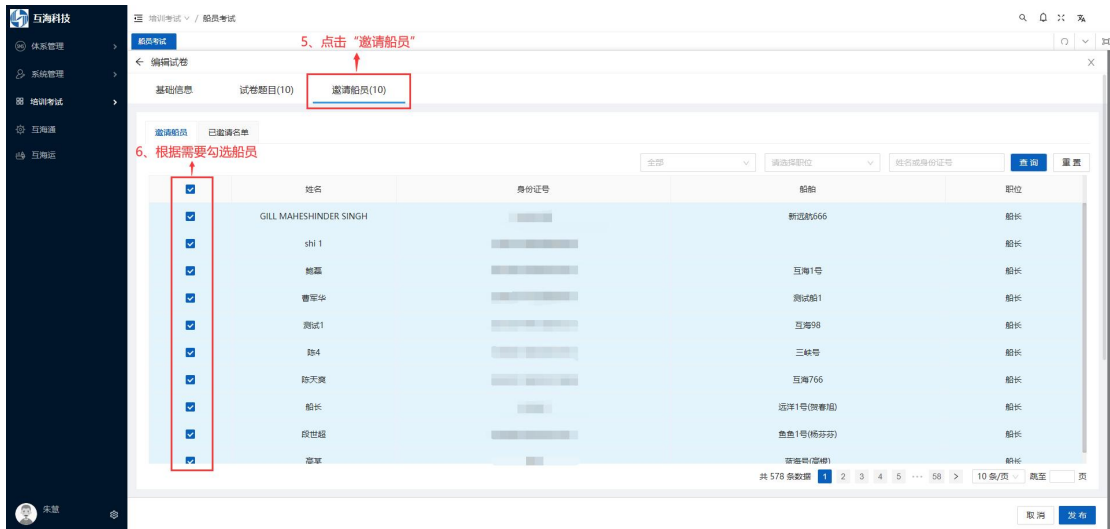 互海科技
培训考试 / 船员考试
体系管理
系统管理
培训考试
互海通
互海运
船员考试
5、点击“邀请船员”
编辑试卷
基础信息 试卷题目(10) 邀请船员(10)
邀请船员 已邀请名单
6、根据需要勾选船员
全部 请选择职位 姓名或身份证号 查询 重置
姓名 身份证号 船舶 职位
GILL MAHESHINDER SINGH 新远航666 船长
shi 1 船长
鲍磊 互海1号 船长
曹军华 测试船1 船长
测试1 互海98 船长
陈4 三峡号 船长
陈天爽 互海766 船长
船长 远洋1号(贺春旭) 船长
段世超 鱼鱼1号(杨芬芬) 船长
船长
共 578 条数据 1 2 3 4 5 ••• 58 > 10 条/页 跳至 页
朱慧
取消 发布